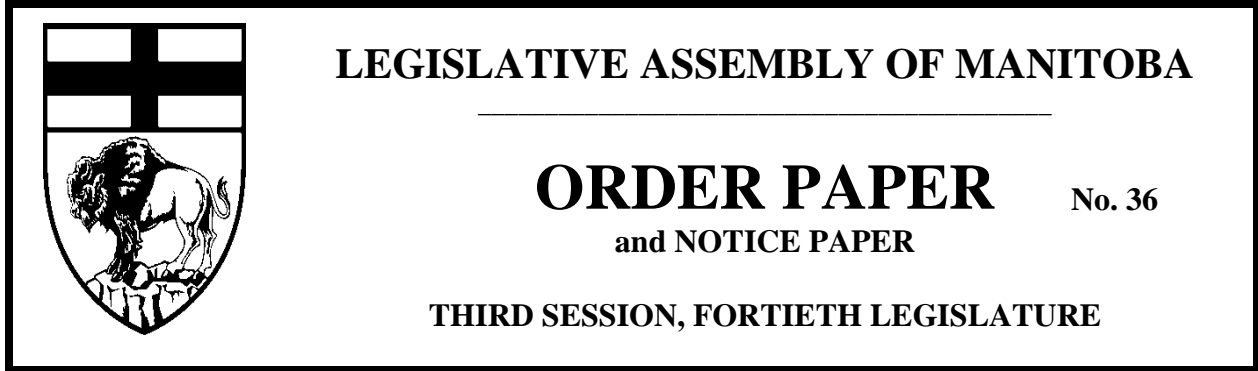 LEGISLATIVE ASSEMBLY OF MANITOBA
ORDER PAPER No. 36
and NOTICE PAPER
THIRD SESSION, FORTIETH LEGISLATURE